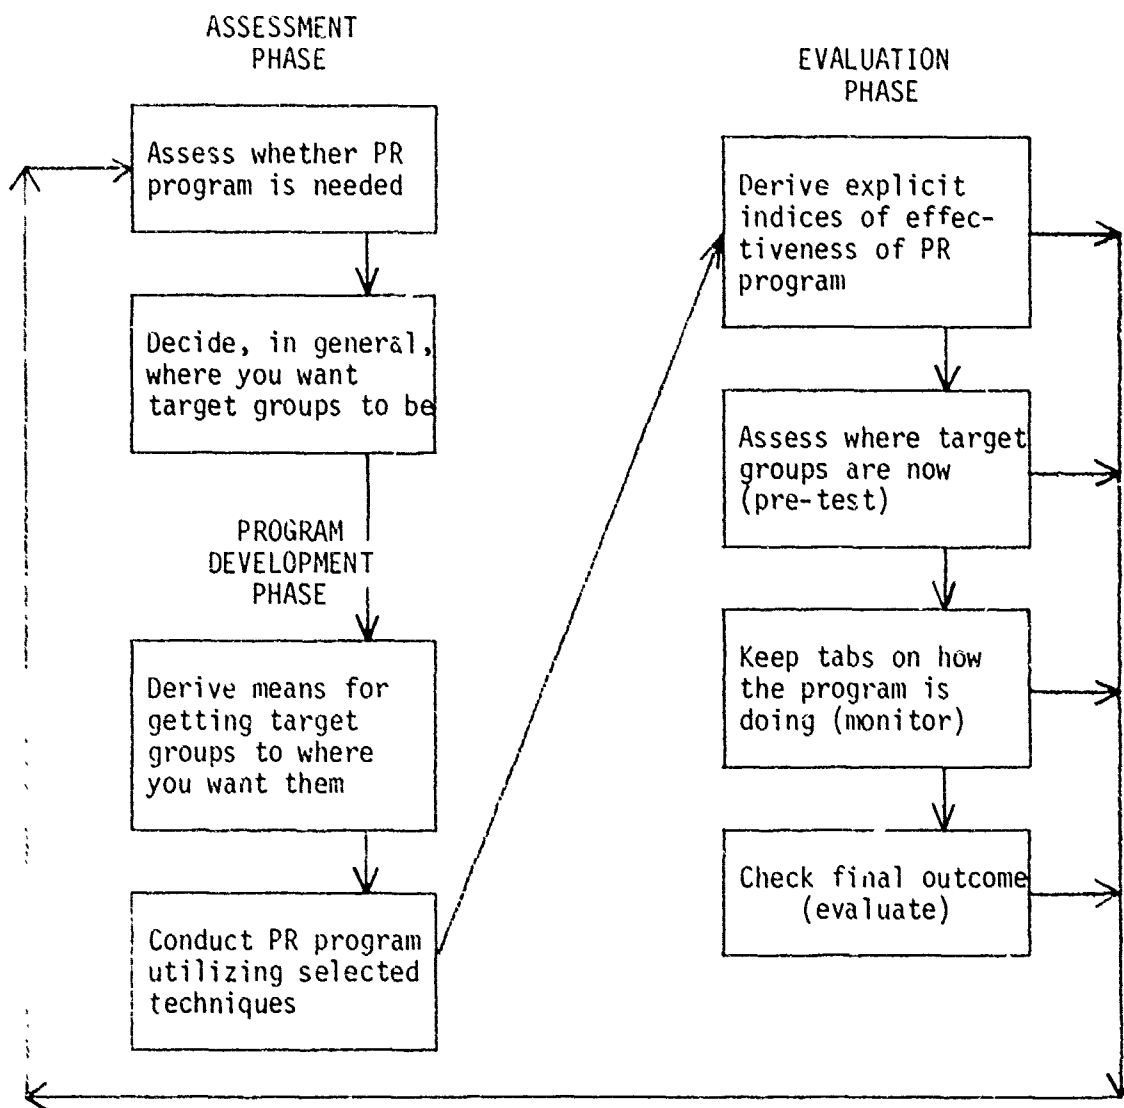 ASSESSMENT
PHASE
Assess whether PR
program is needed
Decide, in general,
where you want
target groups to be
PROGRAM
DEVELOPMENT
PHASE
Derive means for
getting target
groups to where
you want them
Conduct PR program
utilizing selected
techniques
EVALUATION
PHASE
Derive explicit
indices of effec-
tiveness of PR
program
Assess where target
groups are now
(pre-test)
Keep tabs on how
the program is
doing (monitor)
Check final outcome
(evaluate)